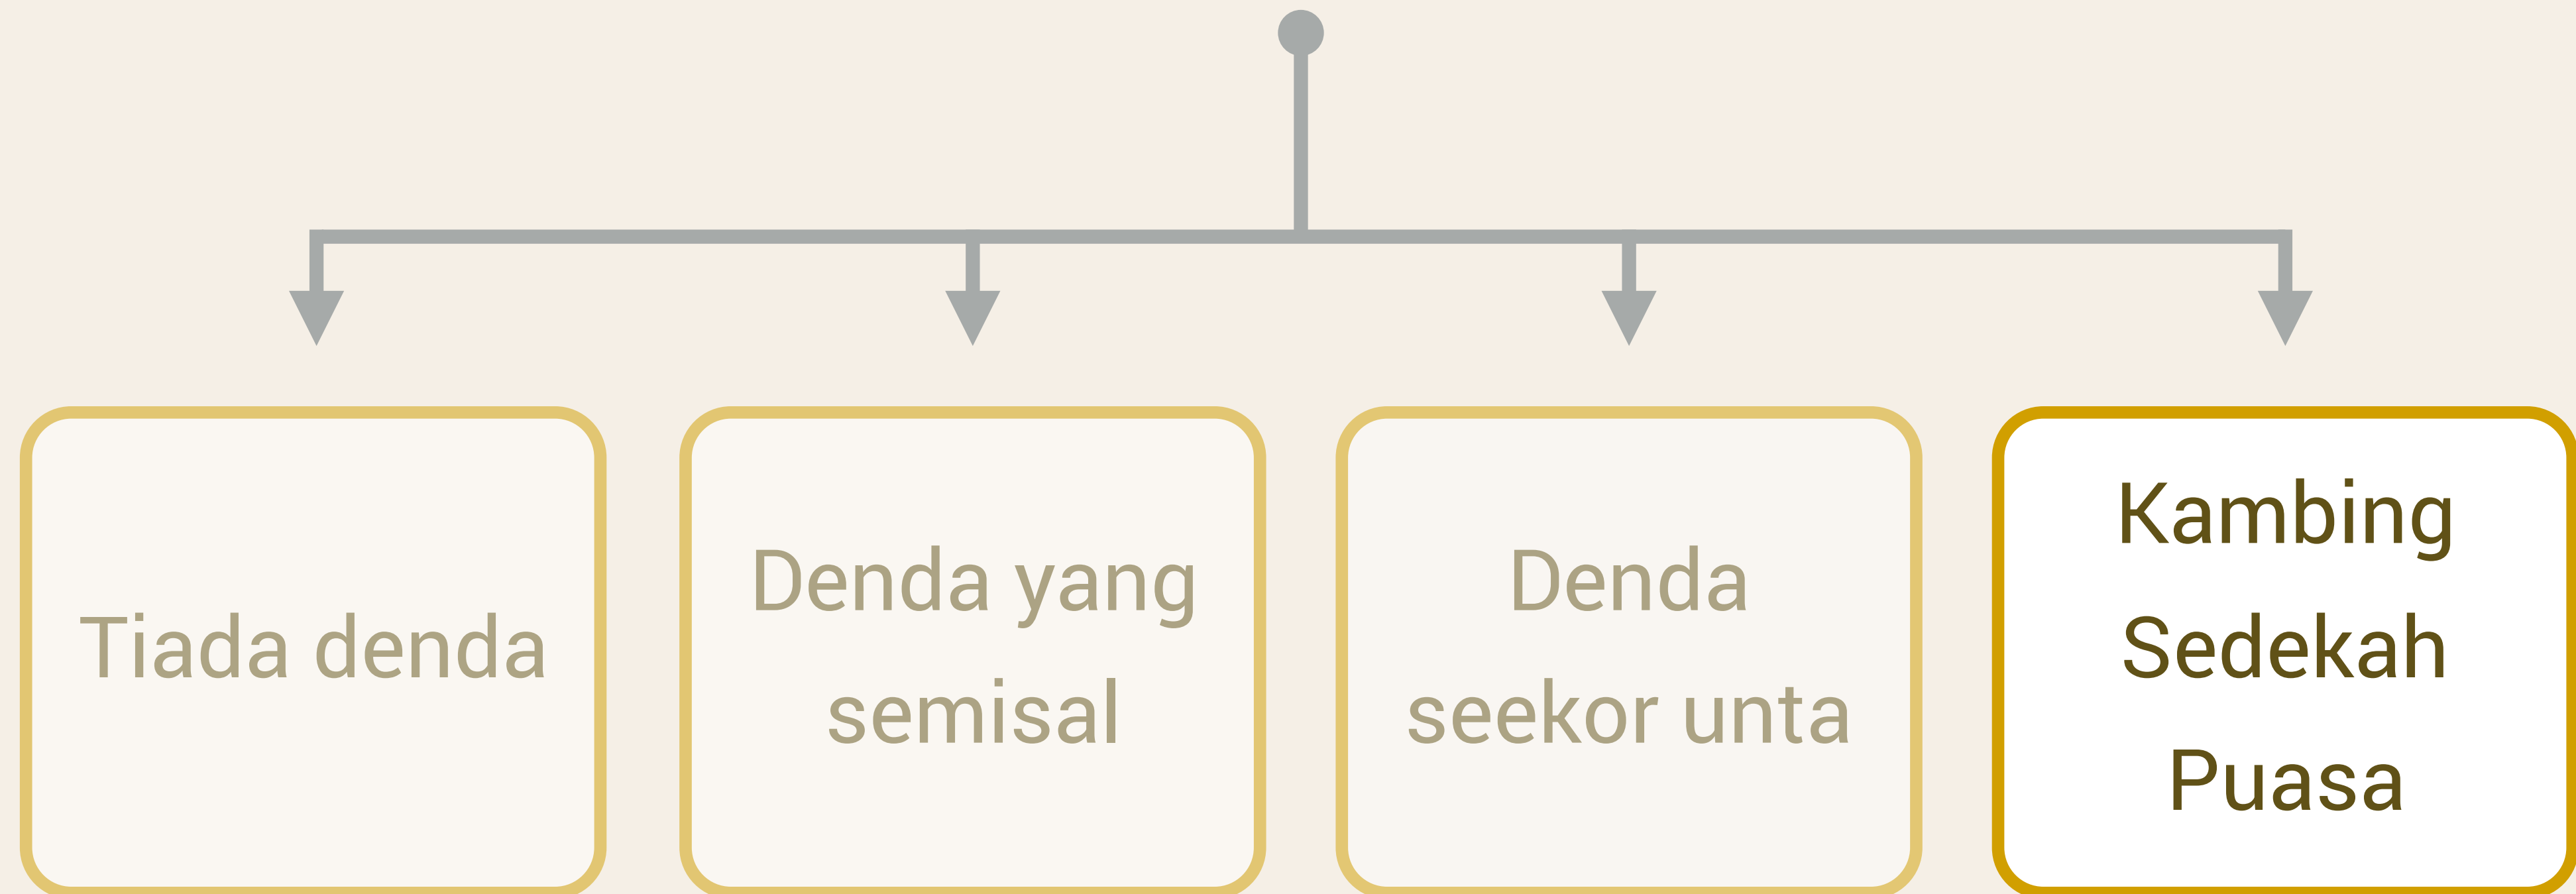 Tiada denda
Denda yang
semisal
Denda
seekor unta
Kambing
Sedekah
Puasa